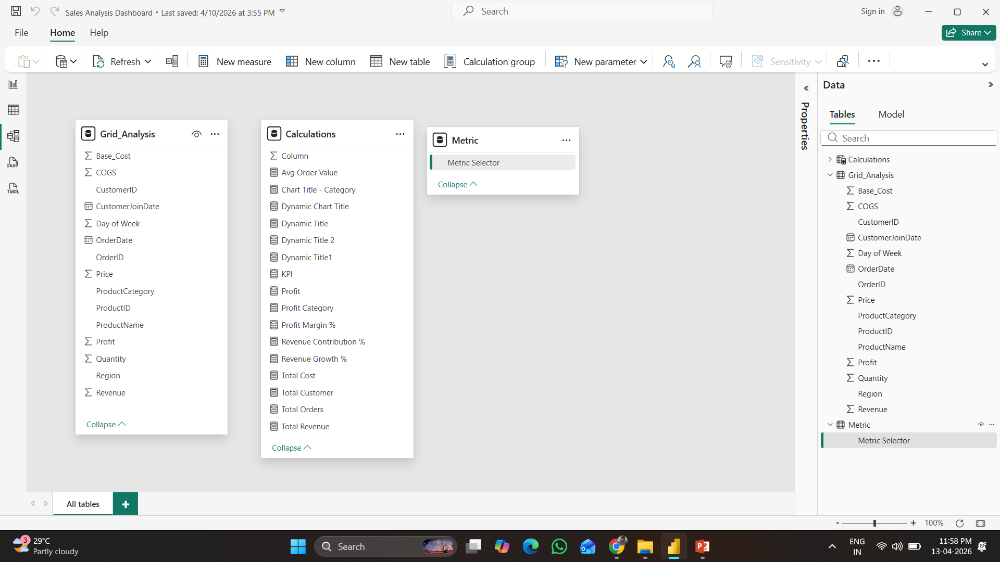 Sales Analysis Dashboard • Last saved: 4/10/2026 at 3:55 PM
Search
Sign in
File
Home
Help
Share
Refresh
New measure
New column
New table
Calculation group
New parameter
Sensitivity
DAX
TMDL
Grid_Analysis
Base_Cost
COGS
CustomerID
CustomerJoinDate
Day of Week
OrderDate
OrderID
Price
ProductCategory
ProductID
ProductName
Profit
Quantity
Region
Revenue
Collapse
Calculations
Column
Avg Order Value
Chart Title - Category
Dynamic Chart Title
Dynamic Title
Dynamic Title 2
Dynamic Title1
KPI
Profit
Profit Category
Profit Margin %
Revenue Contribution %
Revenue Growth %
Total Cost
Total Customer
Total Orders
Total Revenue
Collapse
Metric
Metric Selector
Collapse
Properties
Data
Tables
Model
Search
Calculations
Grid_Analysis
Base_Cost
COGS
CustomerID
CustomerJoinDate
Day of Week
OrderDate
OrderID
Price
ProductCategory
ProductID
ProductName
Profit
Quantity
Region
Revenue
Metric
Metric Selector
All tables
100%
3
29°C
Partly cloudy
Search
ENG
IN
11:58 PM
13-04-2026